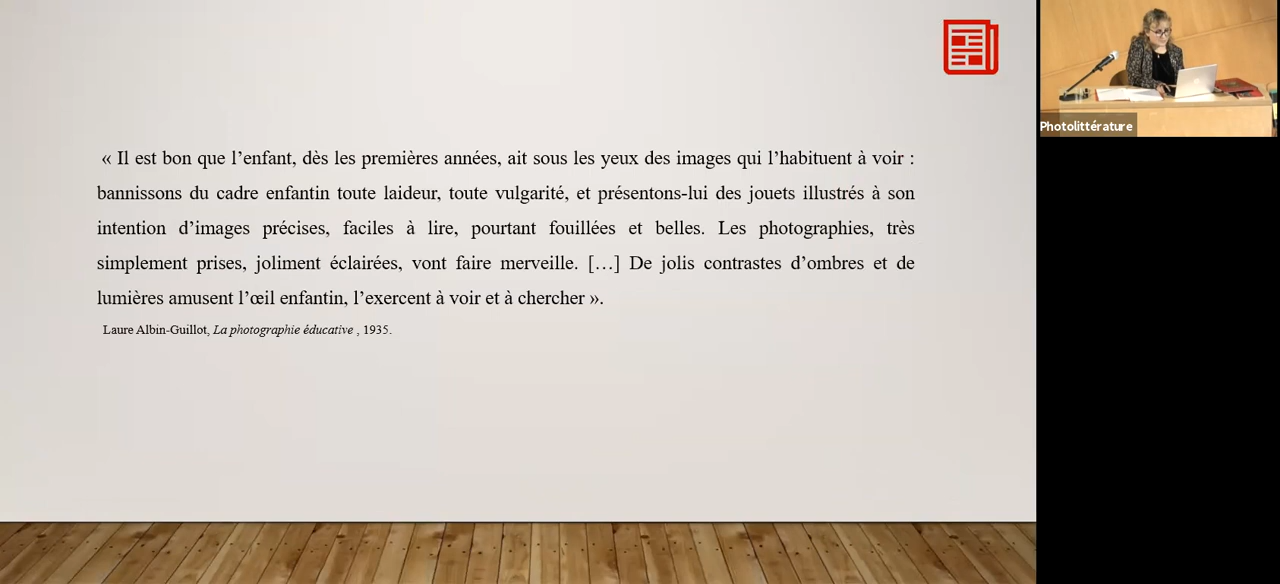 « Il est bon que l’enfant, dès les premières années, ait sous les yeux des images qui l’habituent à voir :
bannissons du cadre enfantin toute laideur, toute vulgarité, et présentons-lui des jouets illustrés à son
intention d’images précises, faciles à lire, pourtant fouillées et belles. Les photographies, très
simplement prises, joliment éclairées, vont faire merveille. […] De jolis contrastes d’ombres et de
lumières amusent l’œil enfantin, l’exercent à voir et à chercher ».
Laure Albin-Guillot, La photographie éducative , 1935.
Photolittérature